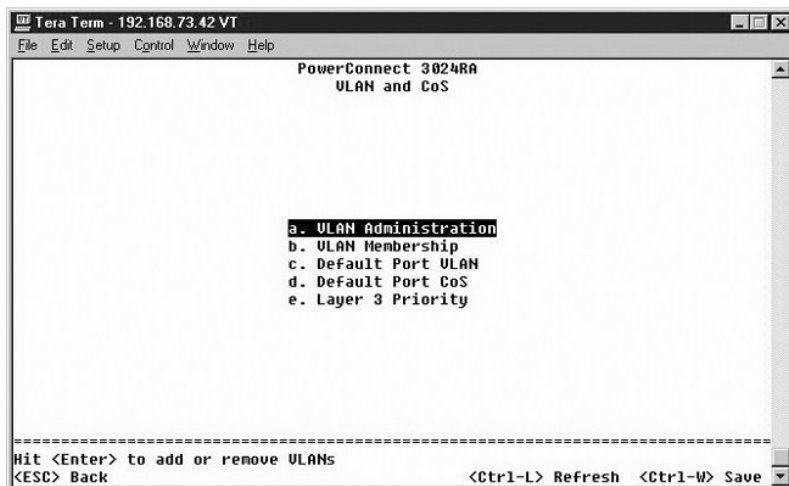 Tera Term - 192.168.73.42 VT
File Edit Setup Control Window Help
PowerConnect 3024RA
VLAN and CoS
a. VLAN Administration
b. VLAN Membership
c. Default Port VLAN
d. Default Port CoS
e. Layer 3 Priority
================================================================================
Hit <Enter> to add or remove VLANs
<ESC> Back <Ctrl-L> Refresh <Ctrl-W> Save